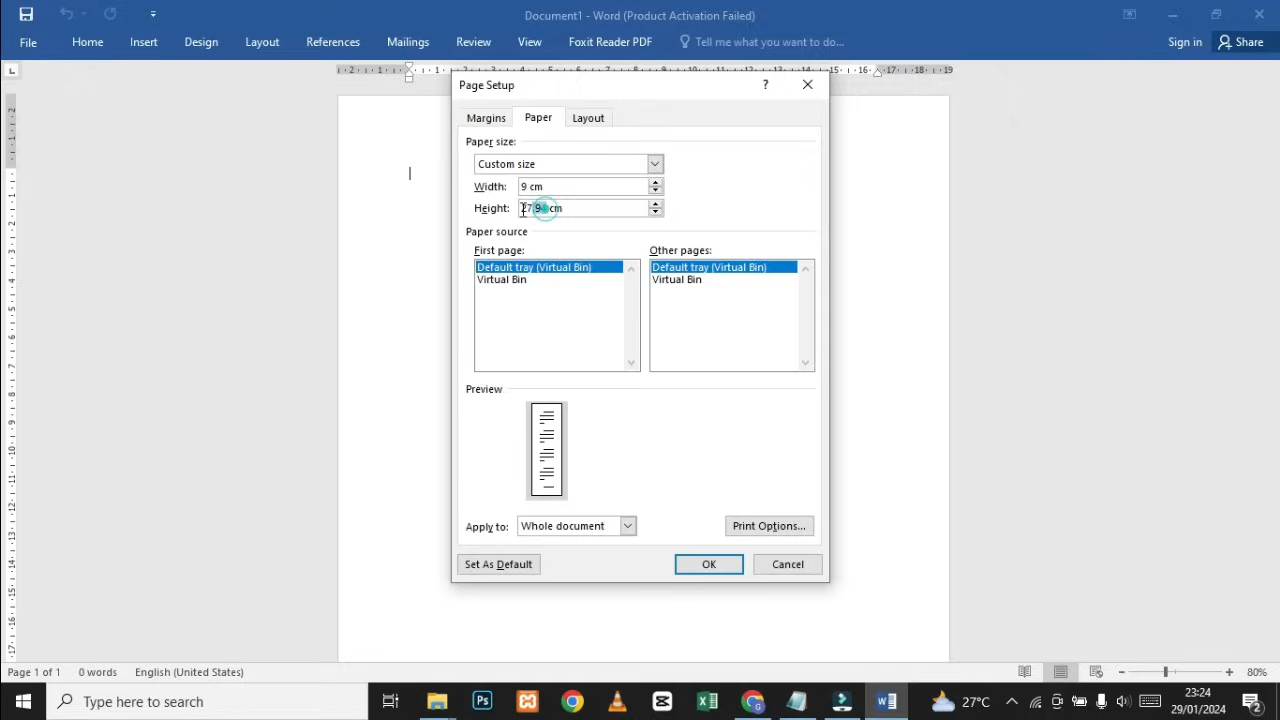 Document1 - Word (Product Activation Failed)
File Home Insert Design Layout References Mailings Review View Foxit Reader PDF Tell me what you want to do... Sign in Share
Page Setup
Margins Paper Layout
Paper size:
Custom size
Width: 9 cm
Height: 27.94 cm
Paper source
First page: Other pages:
Default tray (Virtual Bin) Default tray (Virtual Bin)
Virtual Bin Virtual Bin
Preview
Apply to: Whole document Print Options...
Set As Default OK Cancel
Page 1 of 1 0 words English (United States) 80%
Type here to search 27°C 23:24
29/01/2024 2